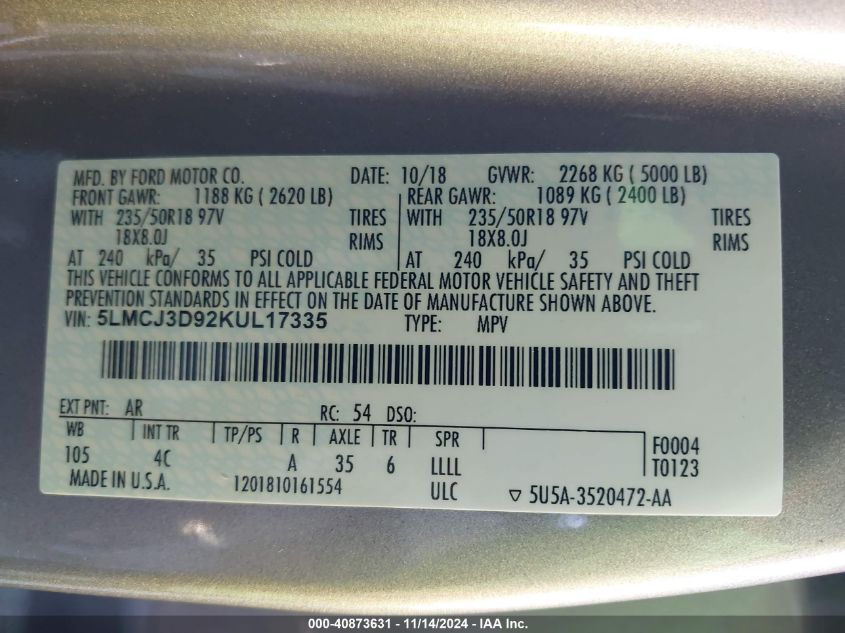 MFD. BY FORD MOTOR CO. DATE: 10/18 GVWR: 2268 KG ( 5000 LB)
FRONT GAWR: 1188 KG ( 2620 LB) REAR GAWR: 1089 KG ( 2400 LB)
WITH 235/50R18 97V TIRES WITH 235/50R18 97V TIRES
18X8.0J RIMS 18X8.0J RIMS
AT 240 kPa/ 35 PSI COLD AT 240 kPa/ 35 PSI COLD
THIS VEHICLE CONFORMS TO ALL APPLICABLE FEDERAL MOTOR VEHICLE SAFETY AND THEFT
PREVENTION STANDARDS IN EFFECT ON THE DATE OF MANUFACTURE SHOWN ABOVE.
VIN: 5LMCJ3D92KUL17335 TYPE: MPV
EXT PNT: AR RC: 54 DSO:
WB INT TR TP/PS R AXLE TR SPR F0004
105 4C A 35 6 LLLL T0123
MADE IN U.S.A. 1201810161554 ULC ▽ 5U5A-3520472-AA
000-40873631 - 11/14/2024 - IAA Inc.